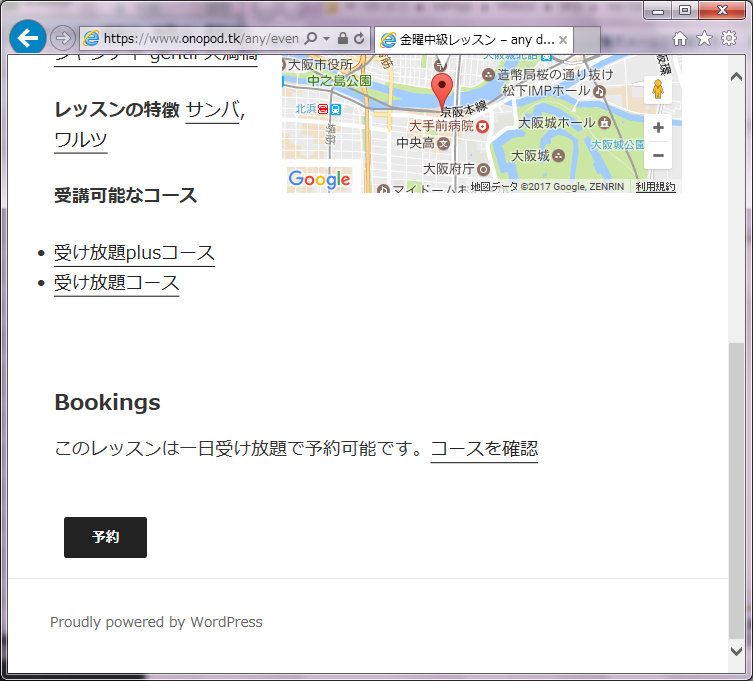 https://www.onopod.tk/any/even
金曜中級レッスン – any d...
レッスンの特徴 サンバ,
ワルツ
受講可能なコース
受け放題plusコース
受け放題コース
大阪市役所
中之島公園
造幣局桜の通り抜け
松下IMPホール
北浜
京阪本線
大手前病院
大阪城ホール
中央高
大阪城
大阪城公園
大阪府庁
Google
マイドーム
地図データ ©2017 Google, ZENRIN
利用規約
Bookings
このレッスンは一日受け放題で予約可能です。コースを確認
予約
Proudly powered by WordPress